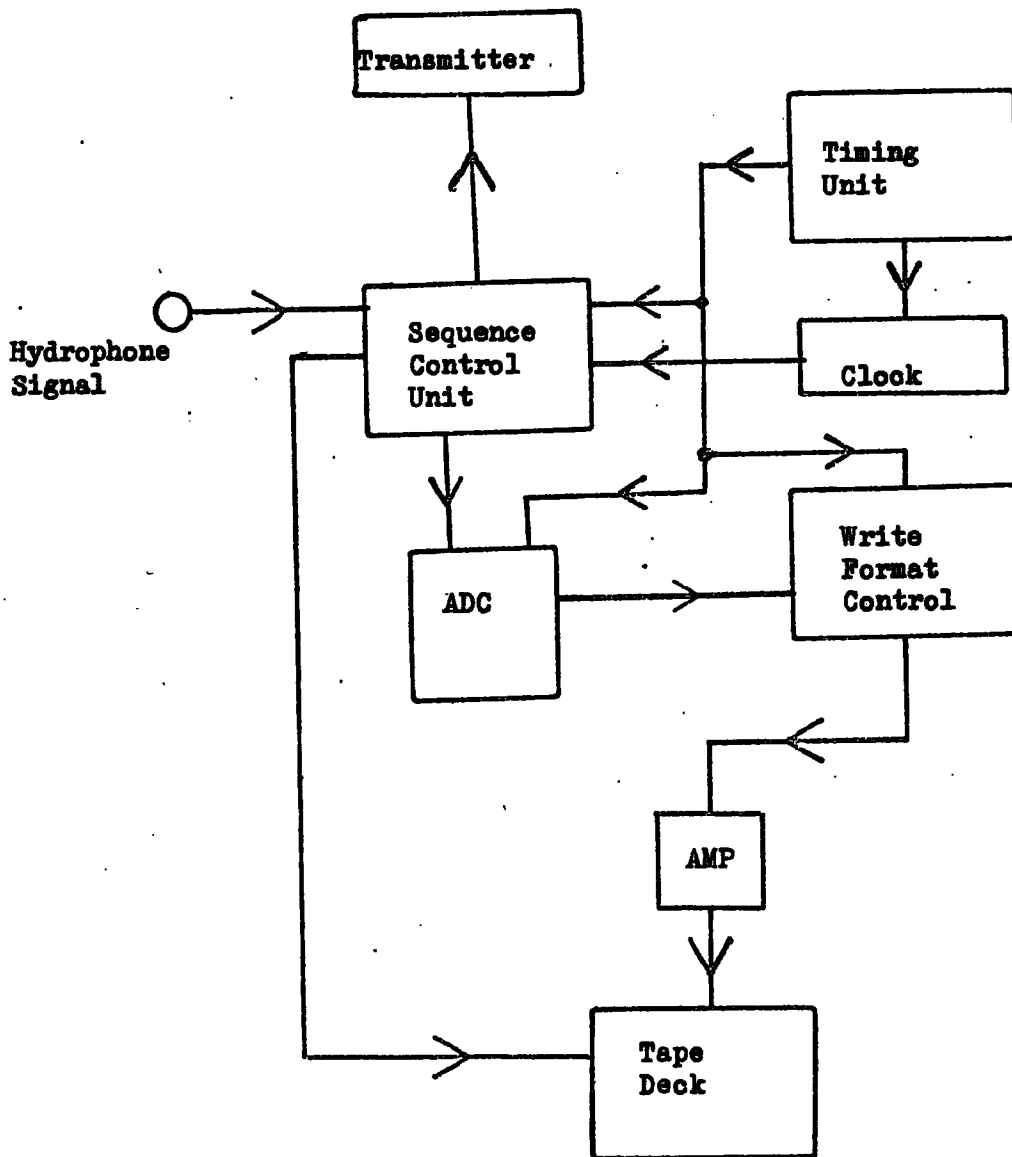 Transmitter
Timing
Unit
Hydrophone
Signal
Sequence
Control
Unit
Clock
ADC
Write
Format
Control
AMP
Tape
Deck